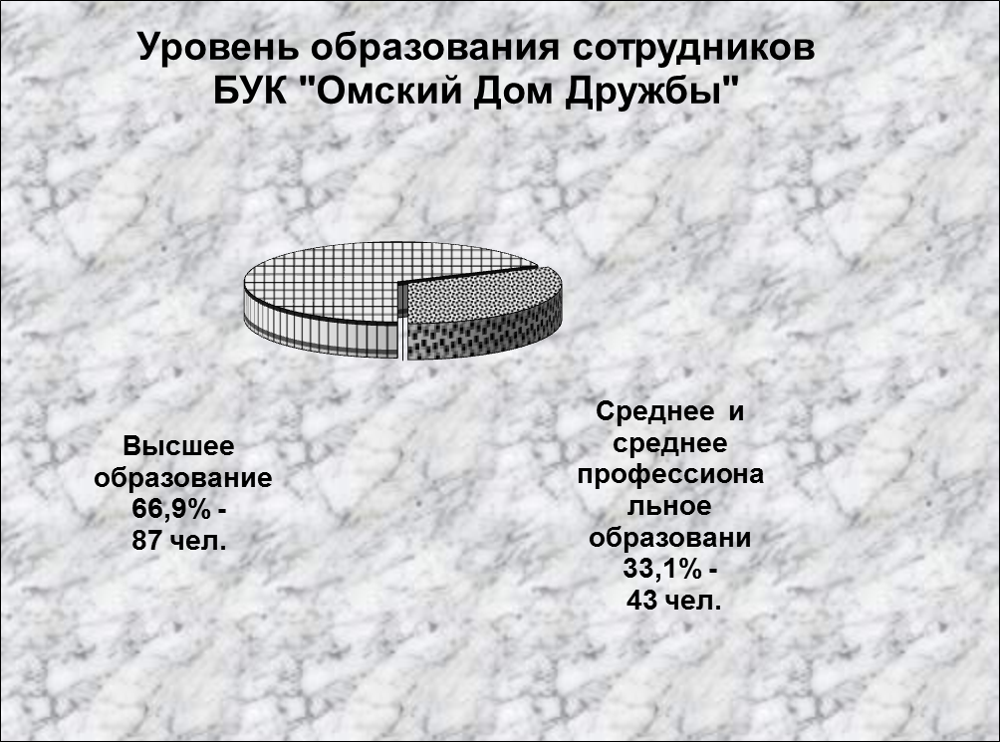 Уровень образования сотрудников
БУК "Омский Дом Дружбы"
Высшее
образование
66,9% -
87 чел.
Среднее и
среднее
профессиона
льное
образовани
33,1% -
43 чел.